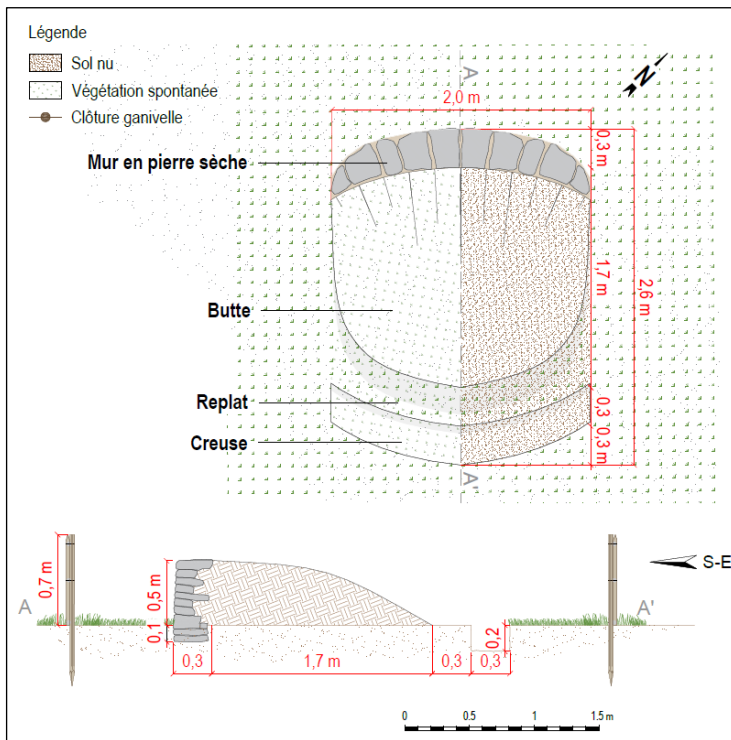 Légende
Sol nu
Végétation spontanée
Clôture ganivelle
N
A
2,0 m
Mur en pierre sèche
0,3 m
Butte
1,7 m
2,6 m
Replat
0,3
Creuse
0,3 m
A'
0,7 m
A
0,5 m
0,1
0,3
1,7 m
0,3
0,3
0,2
S-E
A'
0 0.5 1 1.5 m